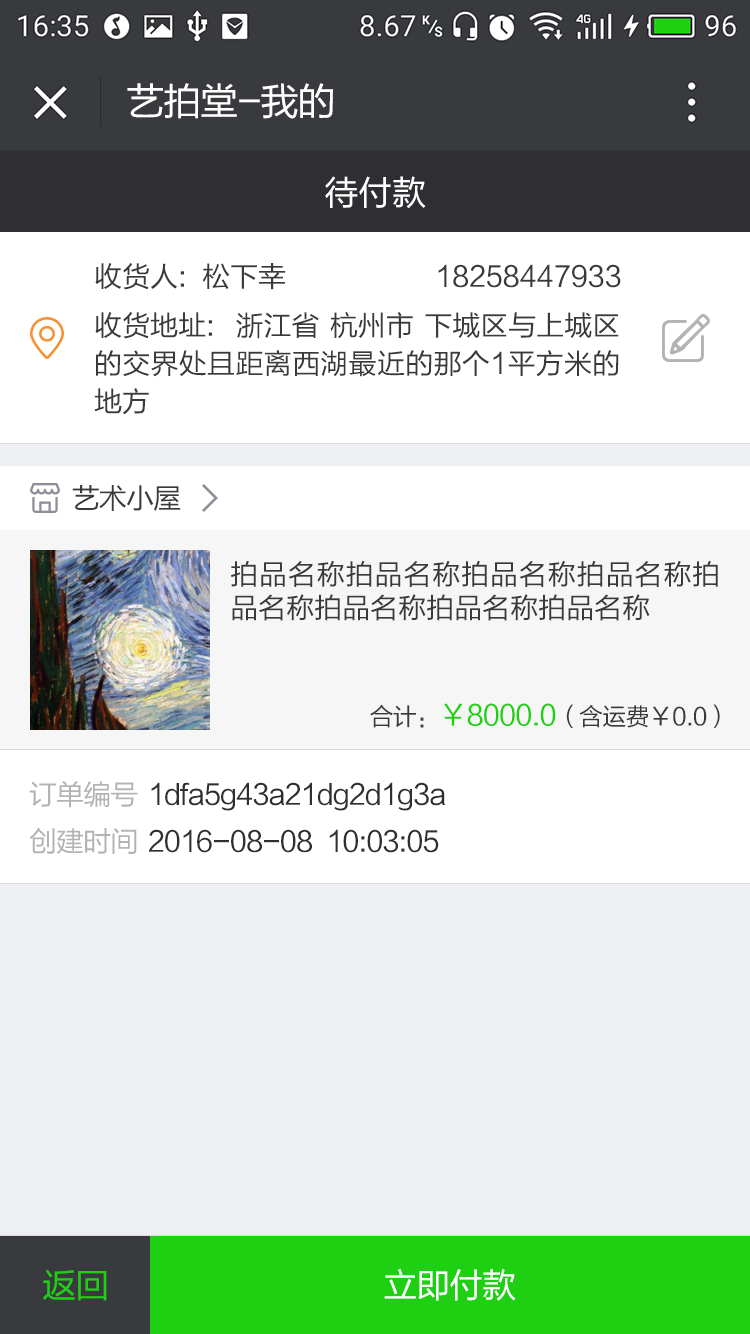 16:35 8.67 K/s 4G 96
艺拍堂-我的
待付款
收货人: 松下幸 18258447933
收货地址: 浙江省 杭州市 下城区与上城区
的交界处且距离西湖最近的那个1平方米的
地方
艺术小屋
拍品名称拍品名称拍品名称拍品名称拍
品名称拍品名称拍品名称拍品名称
合计: ￥8000.0 (含运费￥0.0)
订单编号 1dfa5g43a21dg2d1g3a
创建时间 2016-08-08 10:03:05
返回 立即付款